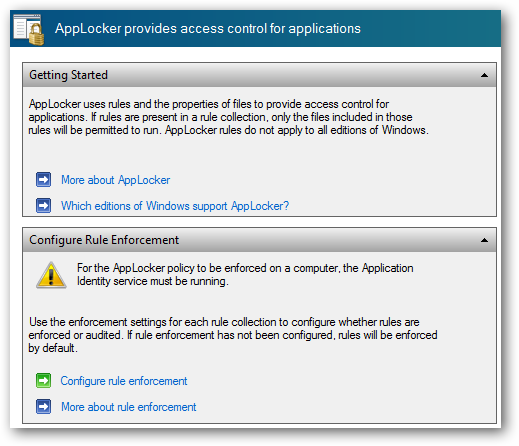 AppLocker provides access control for applications
Getting Started
AppLocker uses rules and the properties of files to provide access control for
applications. If rules are present in a rule collection, only the files included in those
rules will be permitted to run. AppLocker rules do not apply to all editions of Windows.
More about AppLocker
Which editions of Windows support AppLocker?
Configure Rule Enforcement
For the AppLocker policy to be enforced on a computer, the Application
Identity service must be running.
Use the enforcement settings for each rule collection to configure whether rules are
enforced or audited. If rule enforcement has not been configured, rules will be enforced
by default.
Configure rule enforcement
More about rule enforcement